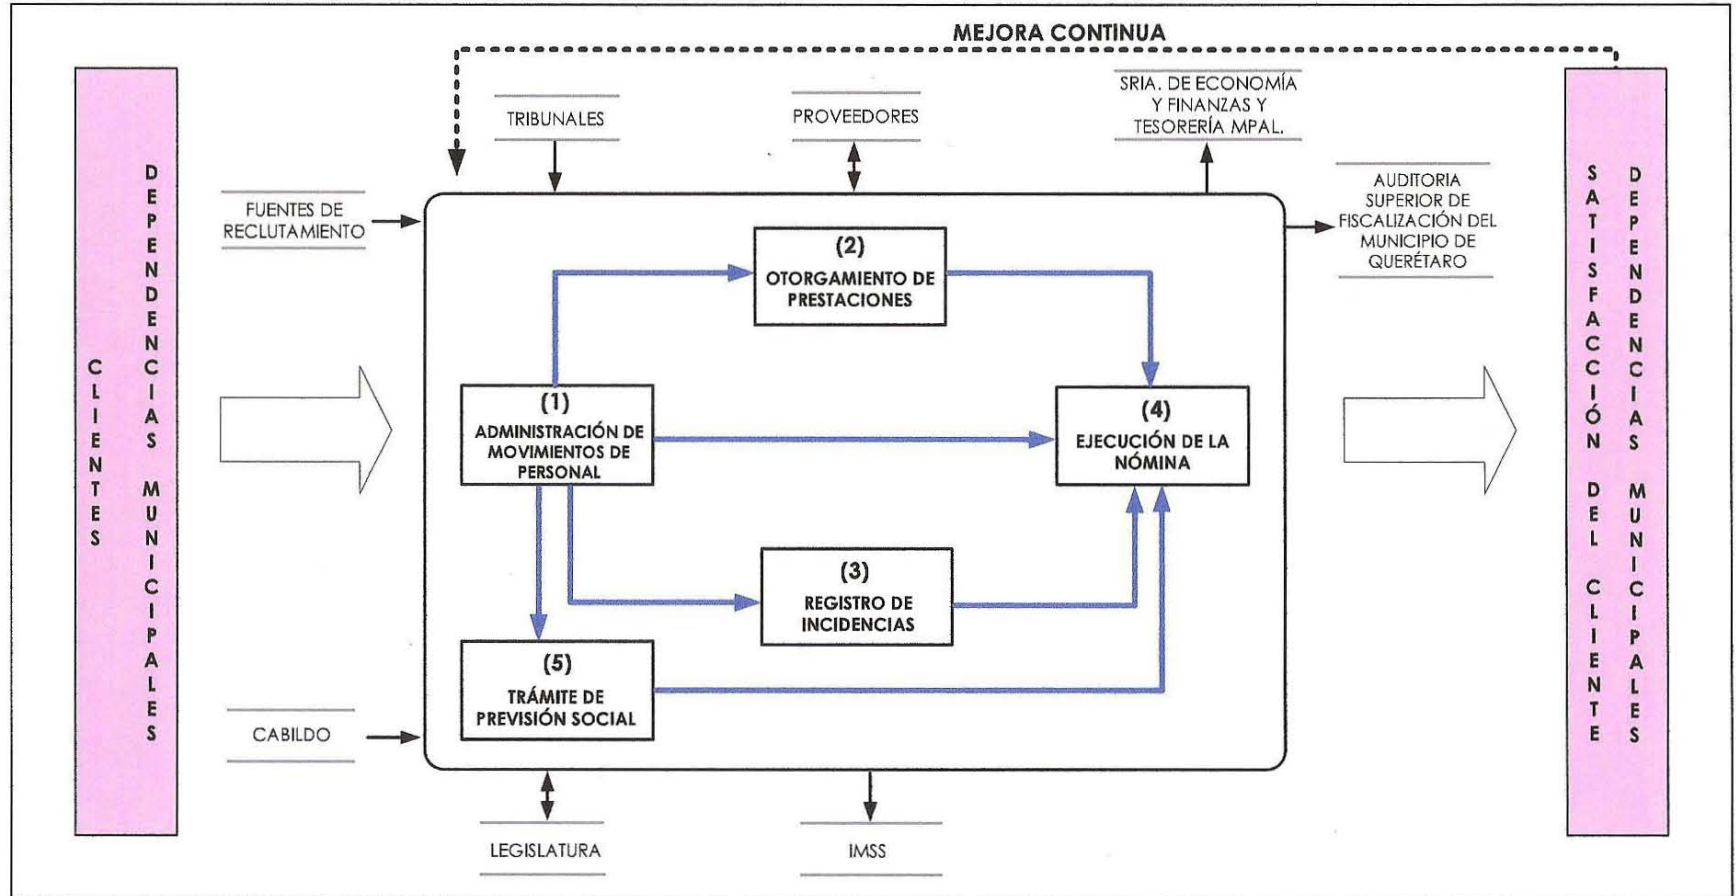 MEJORA CONTINUA
CLIENTES
DEPENDENCIAS MUNICIPALES
TRIBUNALES
PROVEEDORES
SRIA. DE ECONOMÍA
Y FINANZAS Y
TESORERÍA MPAL.
FUENTES DE
RECLUTAMIENTO
AUDITORIA
SUPERIOR DE
FISCALIZACIÓN DEL
MUNICIPIO DE
QUERÉTARO
(2)
OTORGAMIENTO DE
PRESTACIONES
(1)
ADMINISTRACIÓN DE
MOVIMIENTOS DE
PERSONAL
(4)
EJECUCIÓN DE LA
NÓMINA
(3)
REGISTRO DE
INCIDENCIAS
(5)
TRÁMITE DE
PREVISIÓN SOCIAL
CABILDO
LEGISLATURA
IMSS
SATISFACCIÓN DEL CLIENTE
DEPENDENCIAS MUNICIPALES